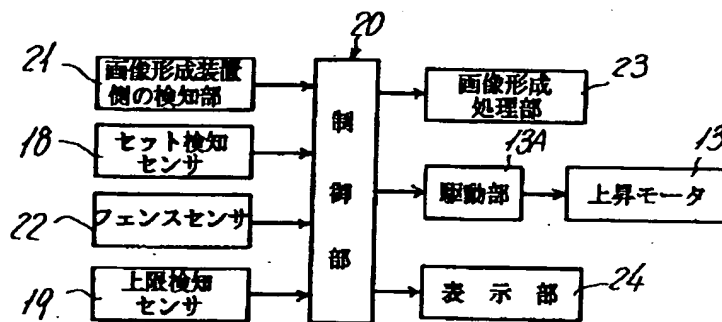 20
21
画像形成装置
側の検知部
18
セット検知
センサ
22
フェンスセンサ
19
上限検知
センサ
制
御
部
画像形成
処理部
23
13A
駆動部
13
上昇モータ
表示部
24